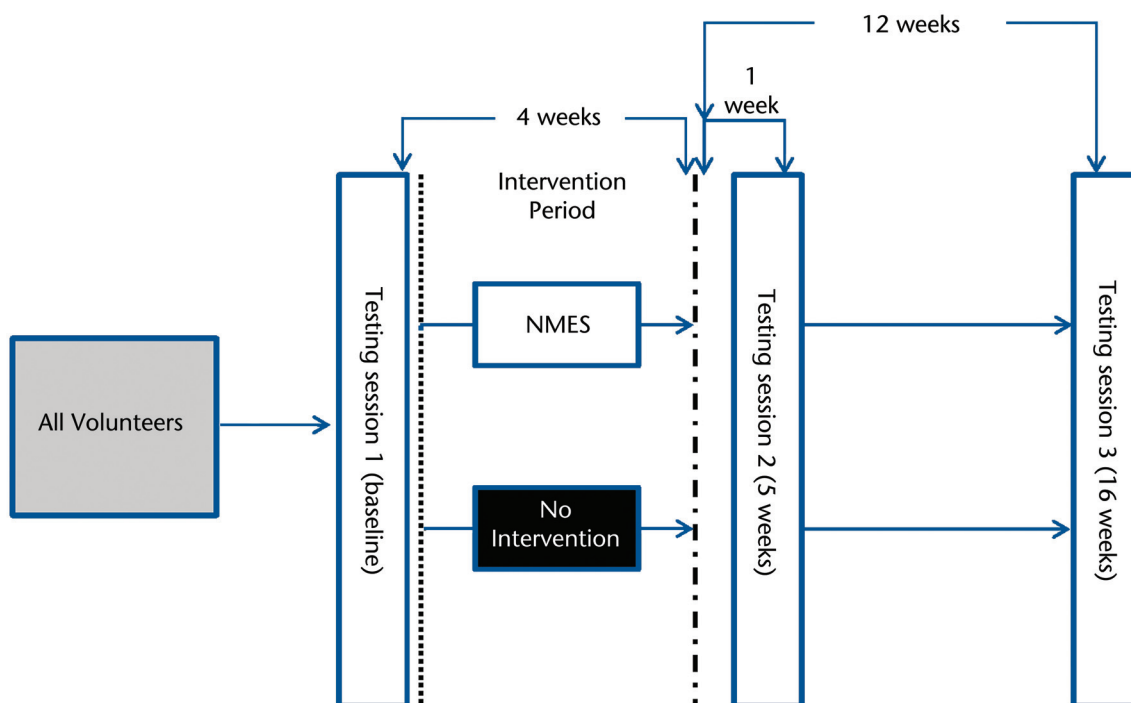 12 weeks
1
week
4 weeks
Intervention
Period
All Volunteers
Testing session 1 (baseline)
NMES
No
Intervention
Testing session 2 (5 weeks)
Testing session 3 (16 weeks)